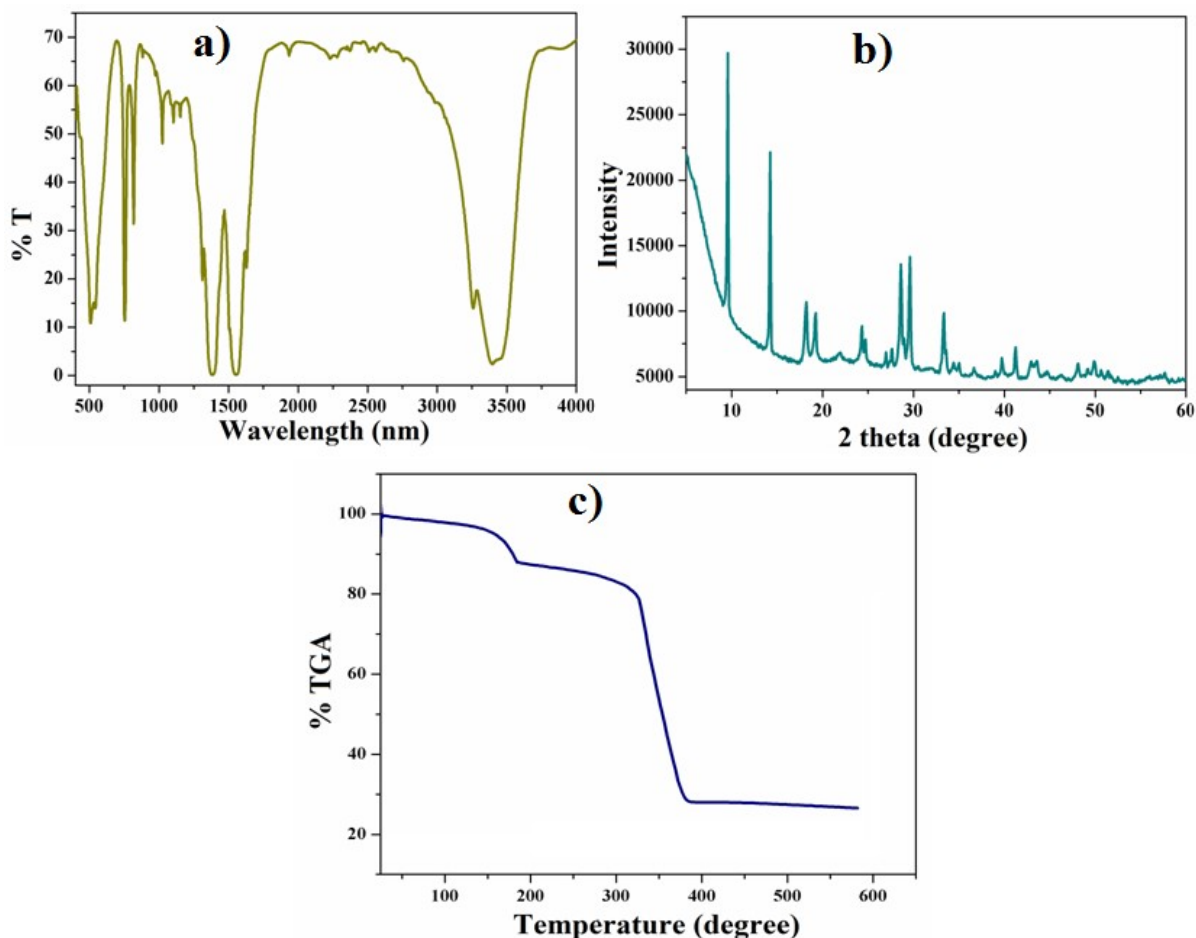 a)
% T
70
60
50
40
30
20
10
0
500 1000 1500 2000 2500 3000 3500 4000
Wavelength (nm)
b)
Intensity
30000
25000
20000
15000
10000
5000
10 20 30 40 50 60
2 theta (degree)
c)
% TGA
100
80
60
40
20
100 200 300 400 500 600
Temperature (degree)